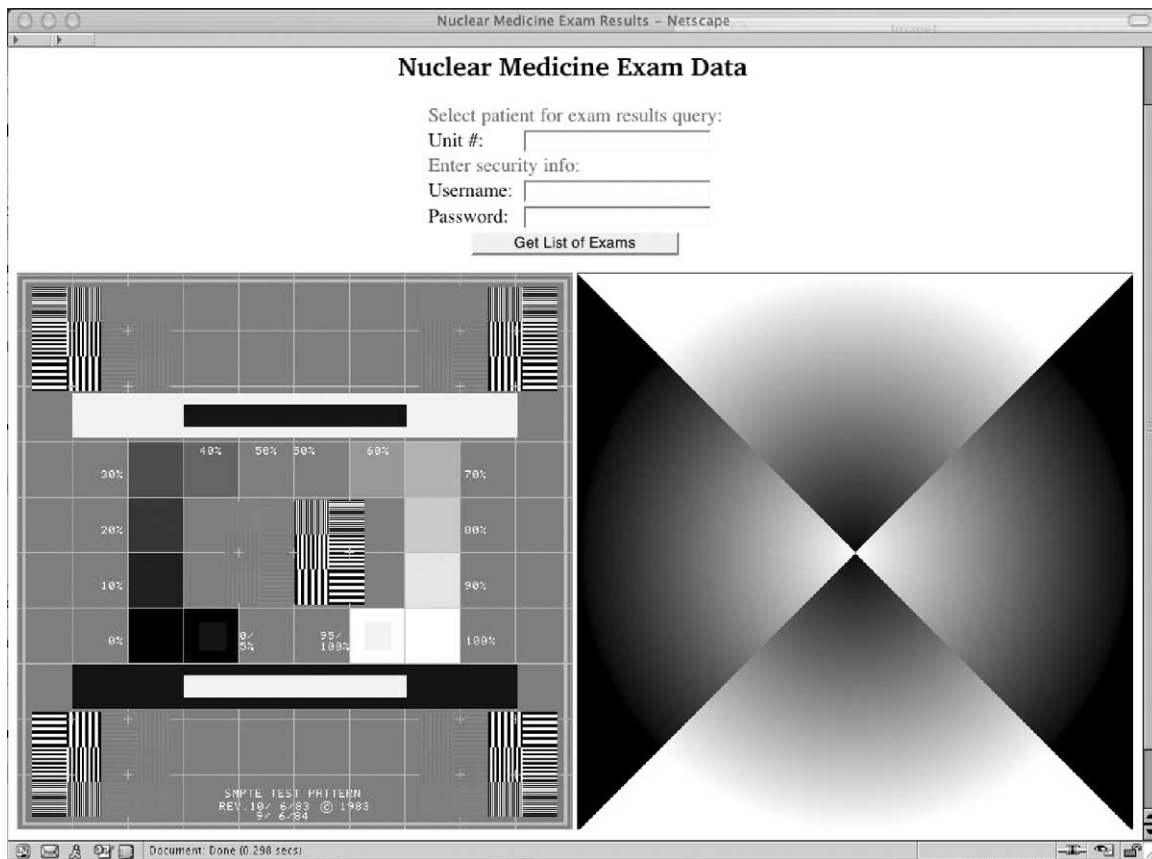 Nuclear Medicine Exam Results – Netscape
Nuclear Medicine Exam Data
Select patient for exam results query:
Unit #:
Enter security info:
Username:
Password:
Get List of Exams
40% 50% 50% 60%
30% 70%
20% 80%
10% 90%
0% 0/ 95/ 100%
5% 100%
SMPTE TEST PATTERN
REV.10/ 6/83 © 1983
9/ 6/84
Document: Done (0.298 secs)